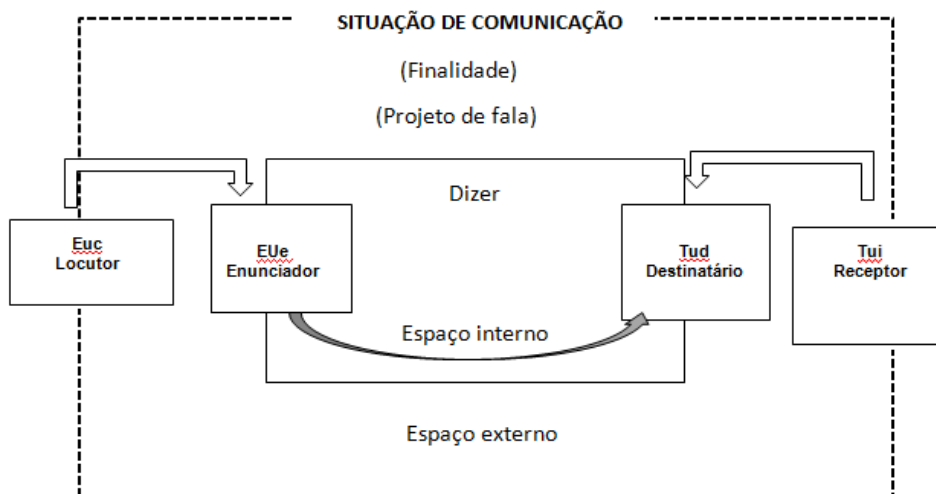 SITUAÇÃO DE COMUNICAÇÃO
(Finalidade)
(Projeto de fala)
Dizer
Euc
Locutor
EUe
Enunciador
Tud
Destinatário
Tui
Receptor
Espaço interno
Espaço externo